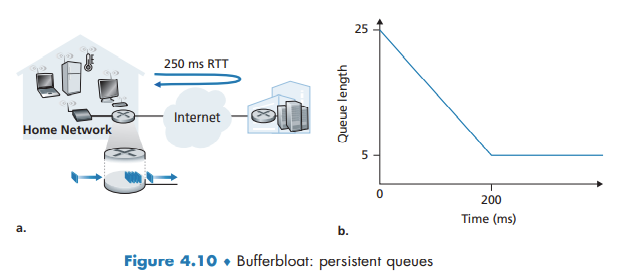 250 ms RTT
Internet
Home Network
a.
25
5
Queue length
0
200
Time (ms)
b.
Figure 4.10 ♦ Bufferbloat: persistent queues